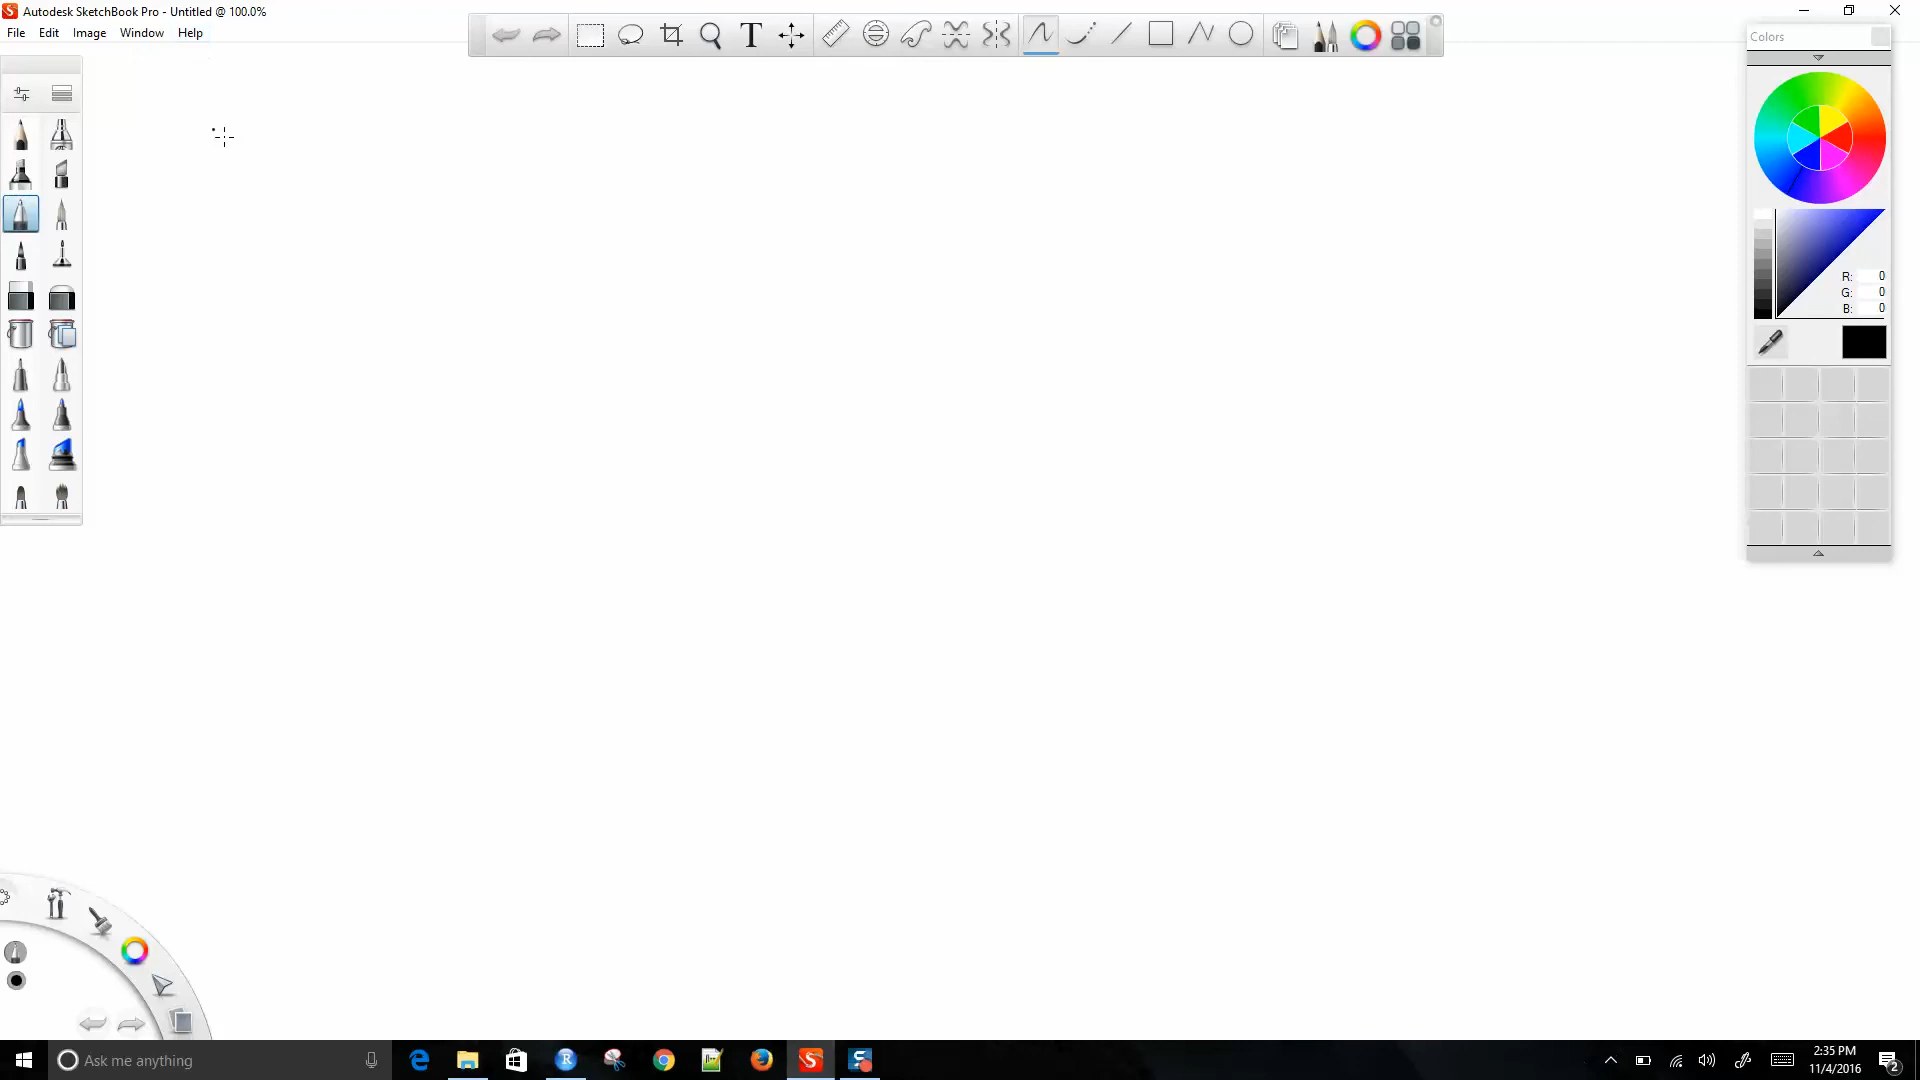 Autodesk SketchBook Pro - Untitled @ 100.0%
File Edit Image Window Help
T
Colors
R: 0
G: 0
B: 0
Ask me anything
2:35 PM
11/4/2016
2